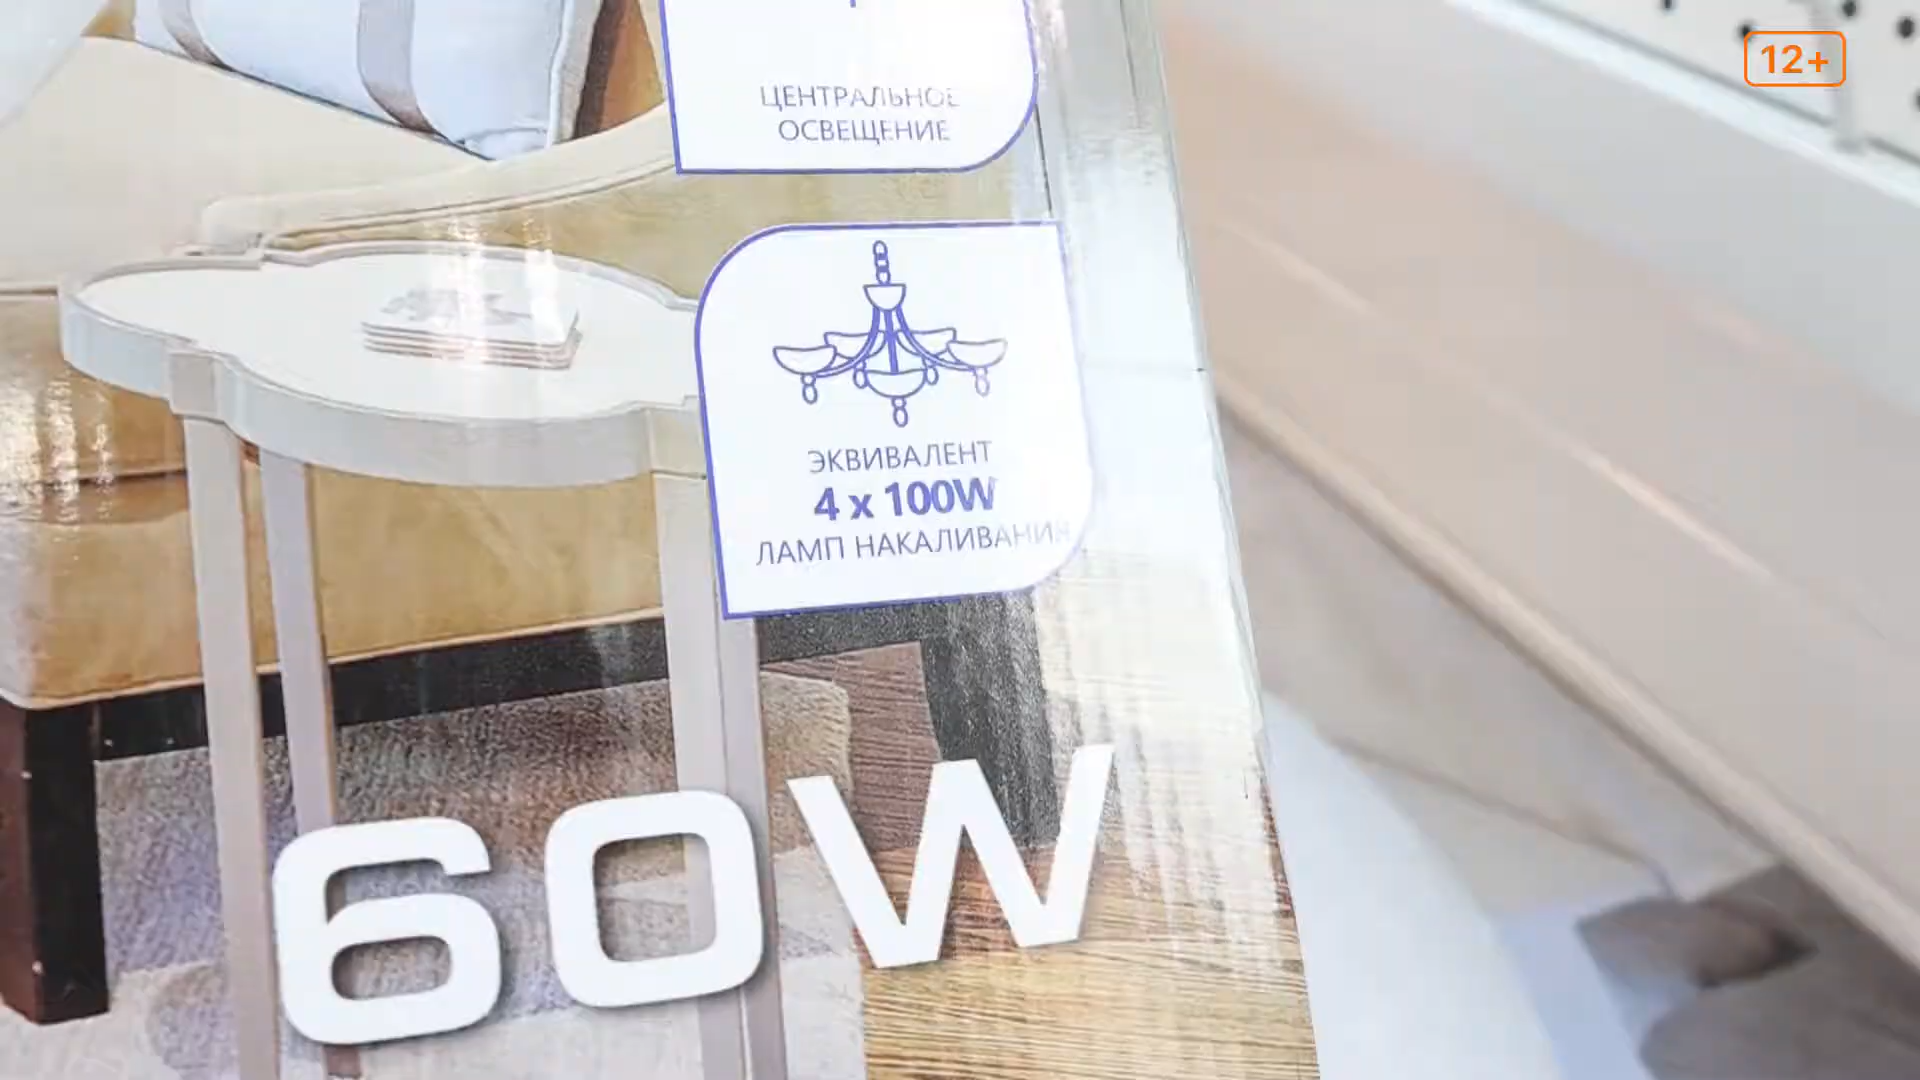 12+
ЦЕНТРАЛЬНОЕ
ОСВЕЩЕНИЕ
ЭКВИВАЛЕНТ
4 x 100W
ЛАМП НАКАЛИВАНИЯ
60W